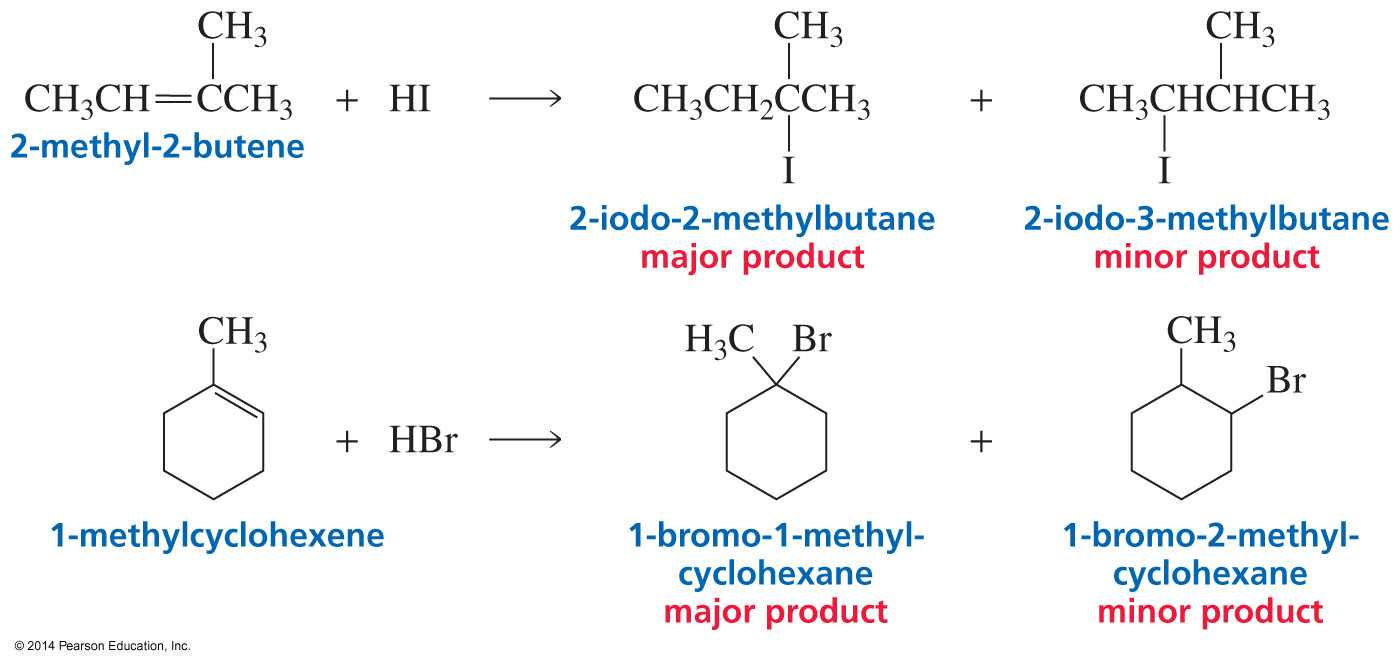 CH₃
CH₃CH=CCH₃ + HI ⟶ CH₃CH₂CCH₃ + CH₃CHCHCH₃
2-methyl-2-butene
CH₃
I
2-iodo-2-methylbutane
major product
CH₃
I
2-iodo-3-methylbutane
minor product
CH₃
+ HBr ⟶
1-methylcyclohexene
H₃C Br
+
1-bromo-1-methyl-
cyclohexane
major product
CH₃
Br
1-bromo-2-methyl-
cyclohexane
minor product
© 2014 Pearson Education, Inc.